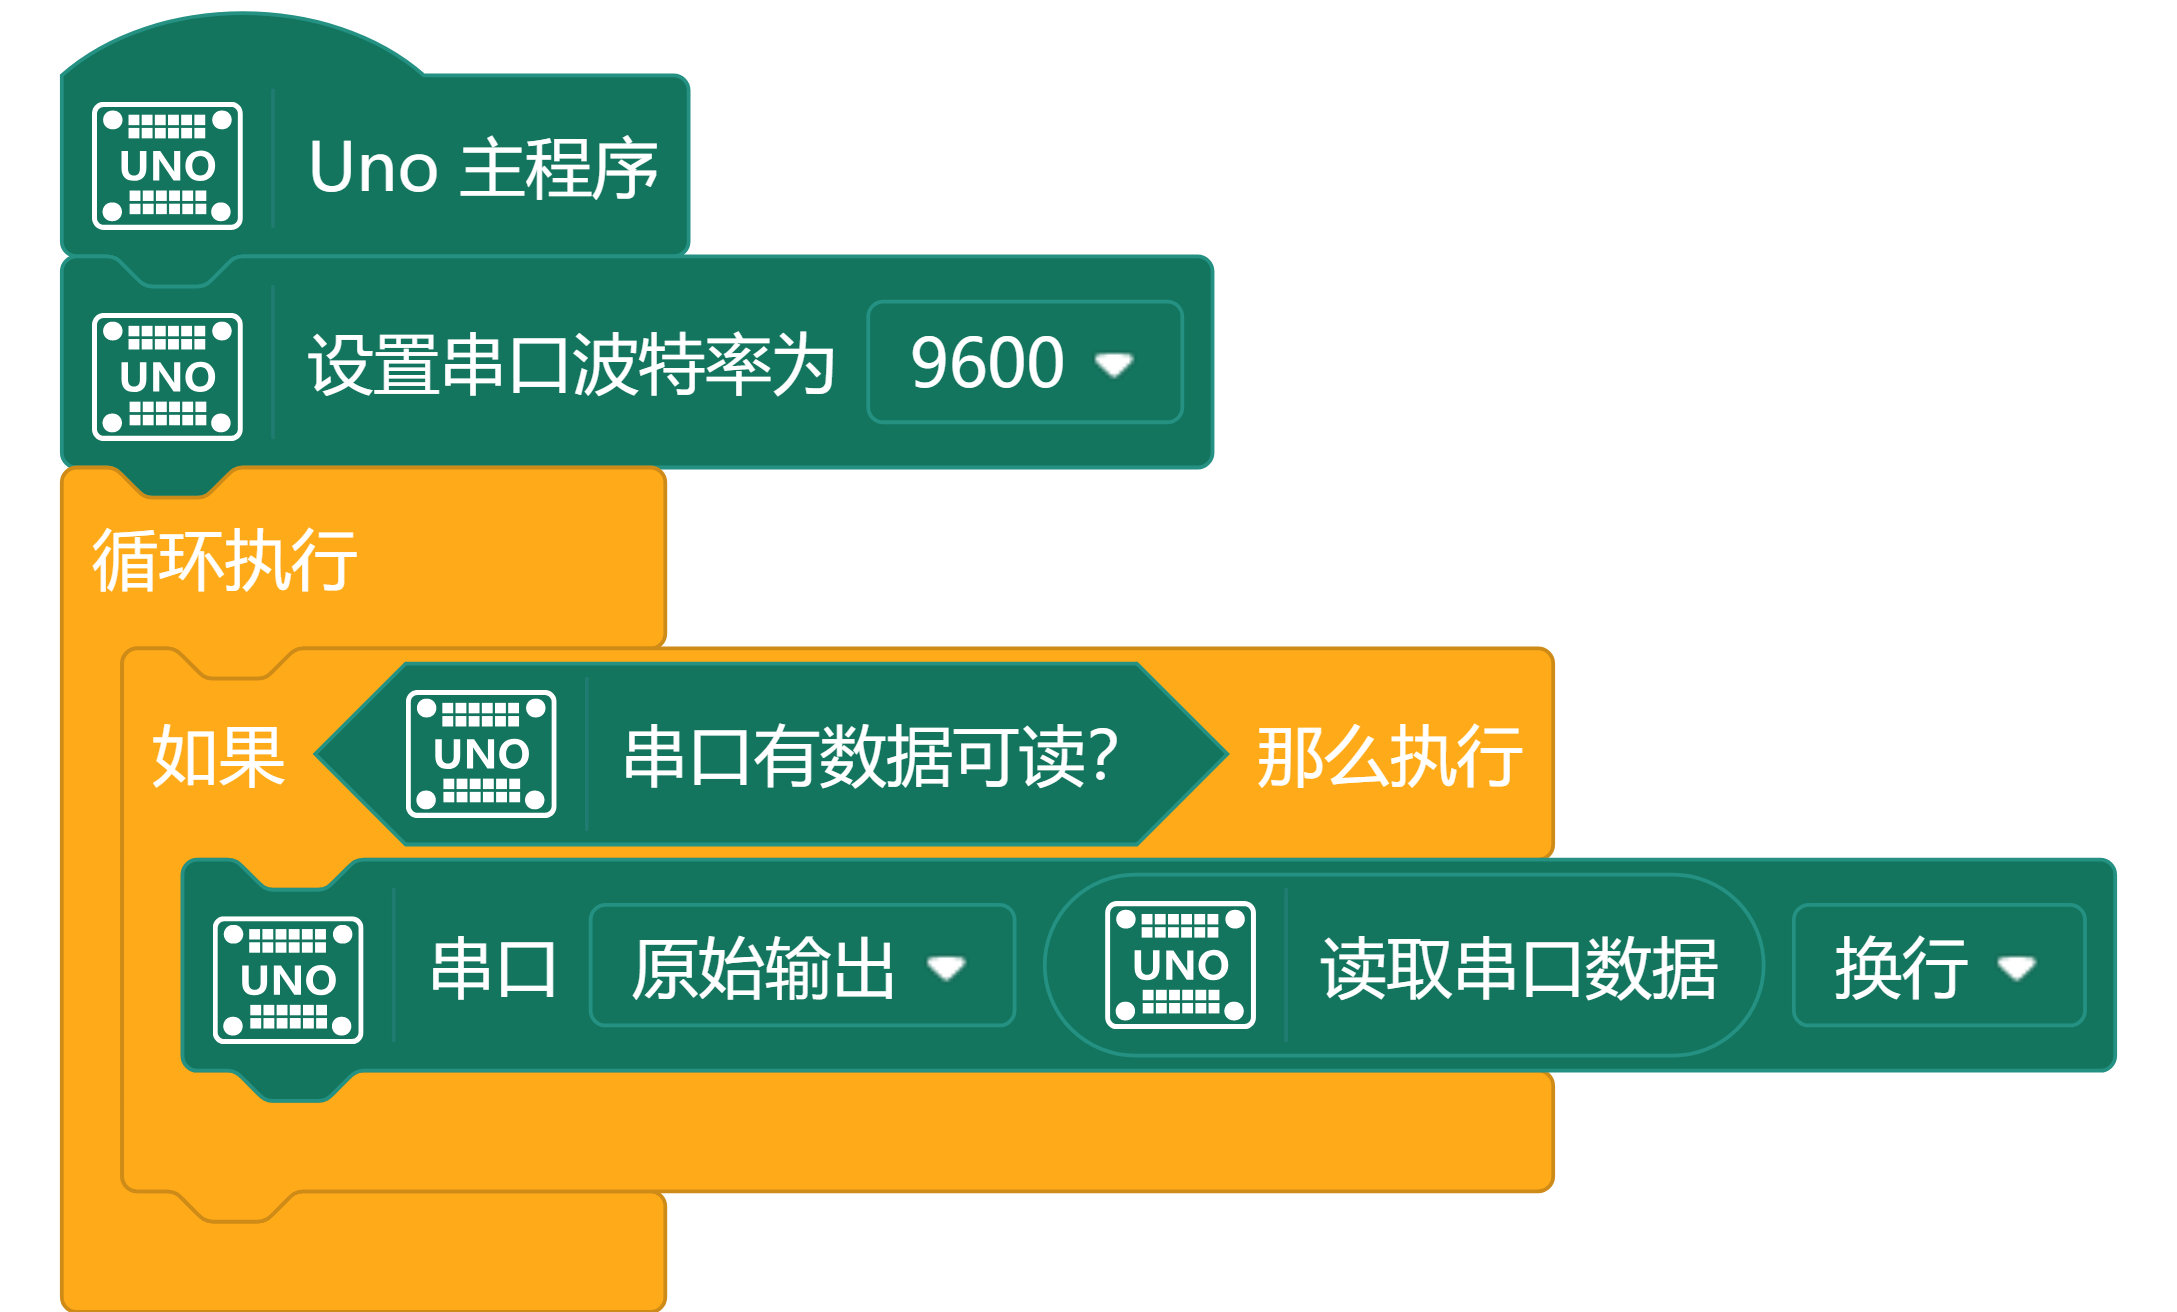 UNO Uno 主程序
UNO 设置串口波特率为 9600
循环执行
如果 UNO 串口有数据可读? 那么执行
UNO 串口 原始输出 UNO 读取串口数据 换行